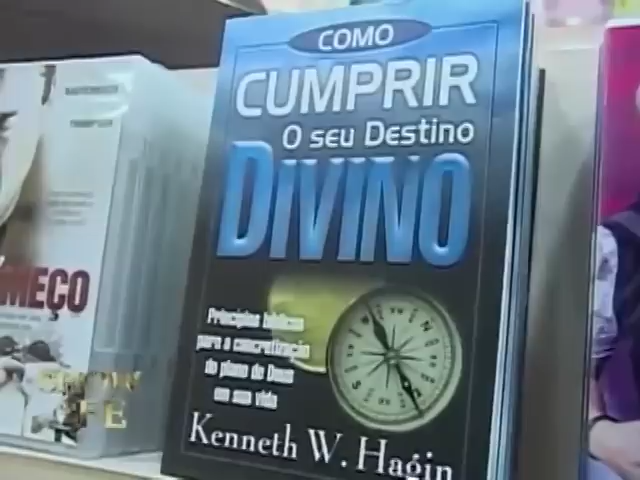 COMO
CUMPRIR
O seu Destino
DIVINO
Princípios bíblicos
para a concretização
do plano de Deus
em sua vida
Kenneth W. Hagin
MEÇO